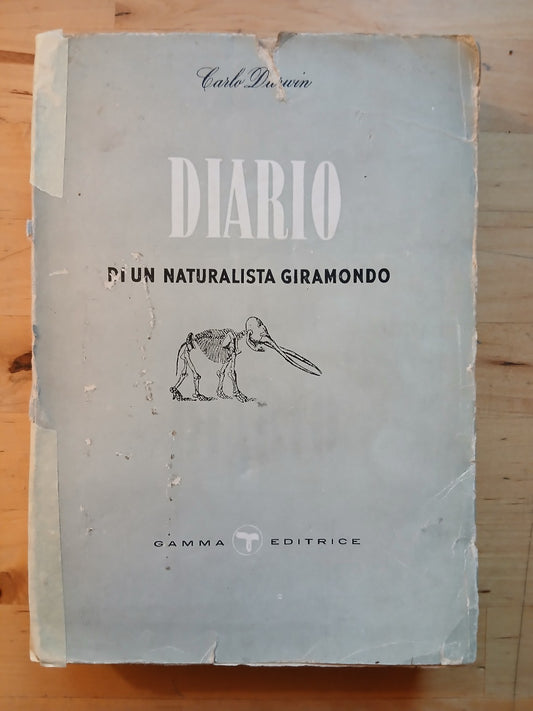 Carlo Darwin
DIARIO
DI UN NATURALISTA GIRAMONDO
GAMMA EDITRICE